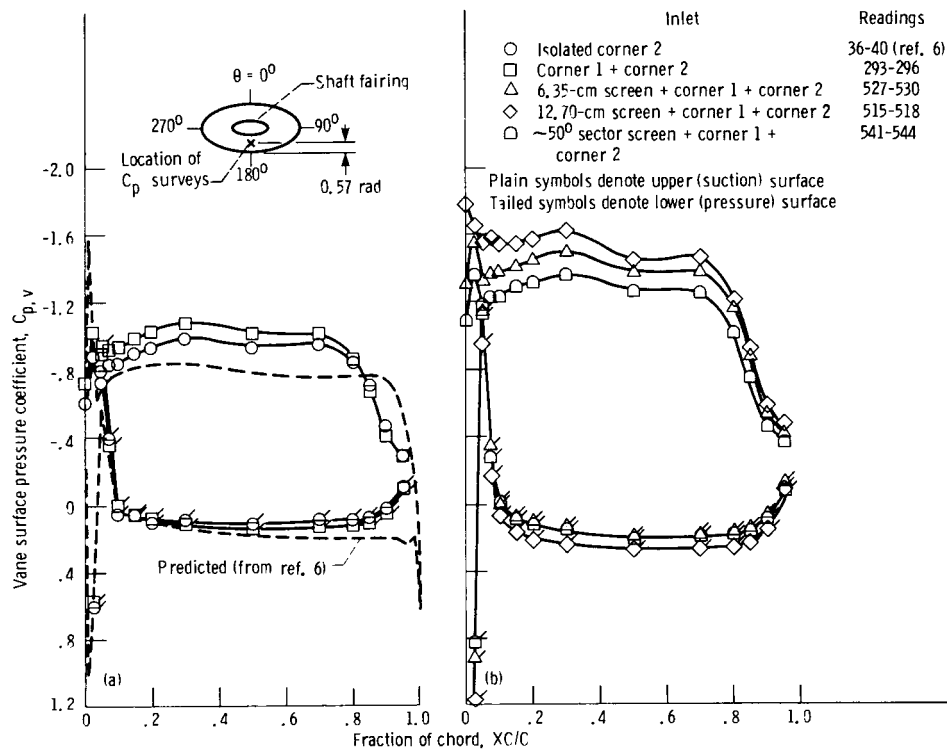 Inlet Readings
Isolated corner 2 36-40 (ref. 6)
Corner 1 + corner 2 293-296
6.35-cm screen + corner 1 + corner 2 527-530
12.70-cm screen + corner 1 + corner 2 515-518
~50° sector screen + corner 1 + 541-544
corner 2
Plain symbols denote upper (suction) surface
Tailed symbols denote lower (pressure) surface
θ = 0°
Shaft fairing
270° 90°
Location of
Cp surveys
180°
0.57 rad
Vane surface pressure coefficient, Cp, v
-2.0
-1.6
-1.2
-.8
-.4
0
.4
.8
1.2
Predicted (from ref. 6)
(a) (b)
0 .2 .4 .6 .8 1.0 0 .2 .4 .6 .8 1.0
Fraction of chord, XC/C